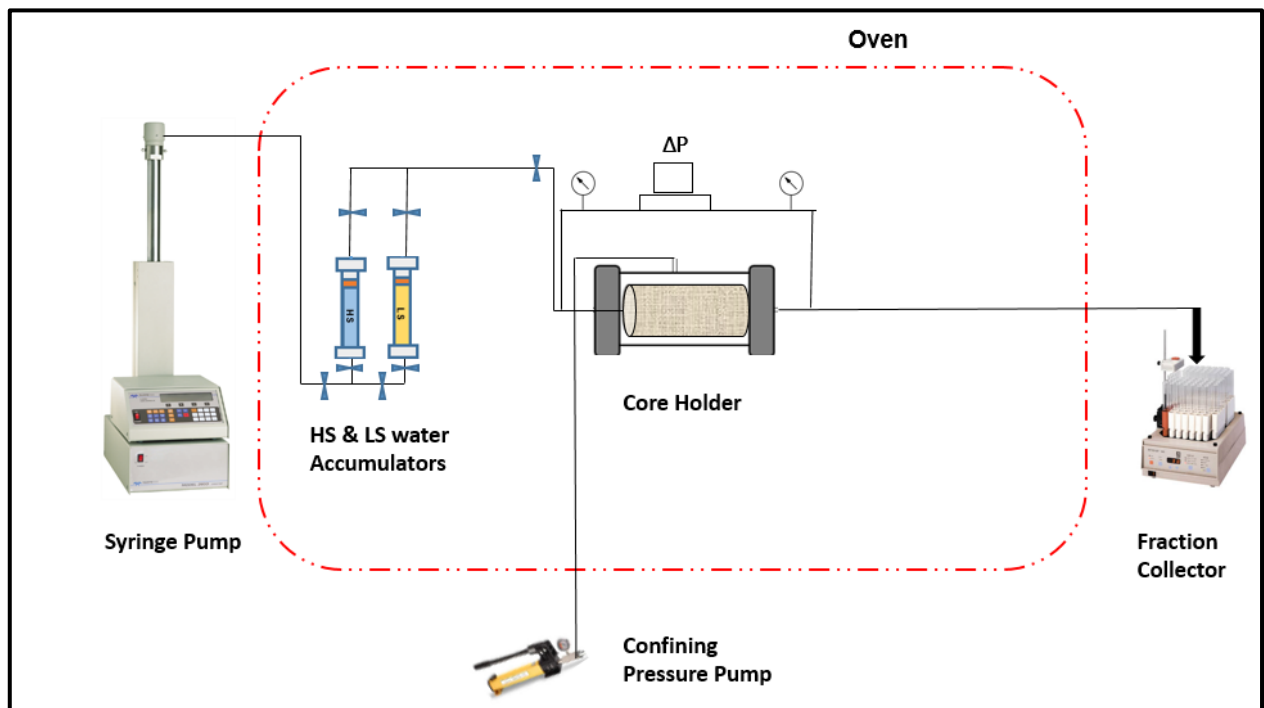 Oven
ΔP
HS
LS
Core Holder
HS & LS water
Accumulators
Syringe Pump
Fraction
Collector
Confining
Pressure Pump